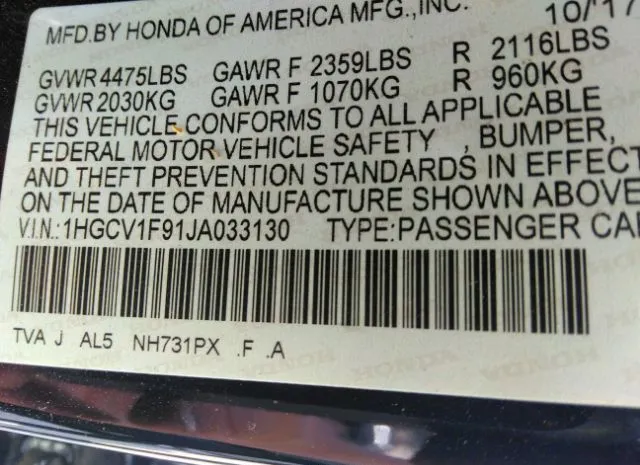 MFD.BY HONDA OF AMERICA MFG.,INC. 10/17
GVWR 4475LBS GAWR F 2359LBS R 2116LBS
GVWR 2030KG GAWR F 1070KG R 960KG
THIS VEHICLE CONFORMS TO ALL APPLICABLE
FEDERAL MOTOR VEHICLE SAFETY , BUMPER,
AND THEFT PREVENTION STANDARDS IN EFFECT
ON THE DATE OF MANUFACTURE SHOWN ABOVE
V.I.N.:1HGCV1F91JA033130 TYPE:PASSENGER CA
TVA J AL5 NH731PX .F .A